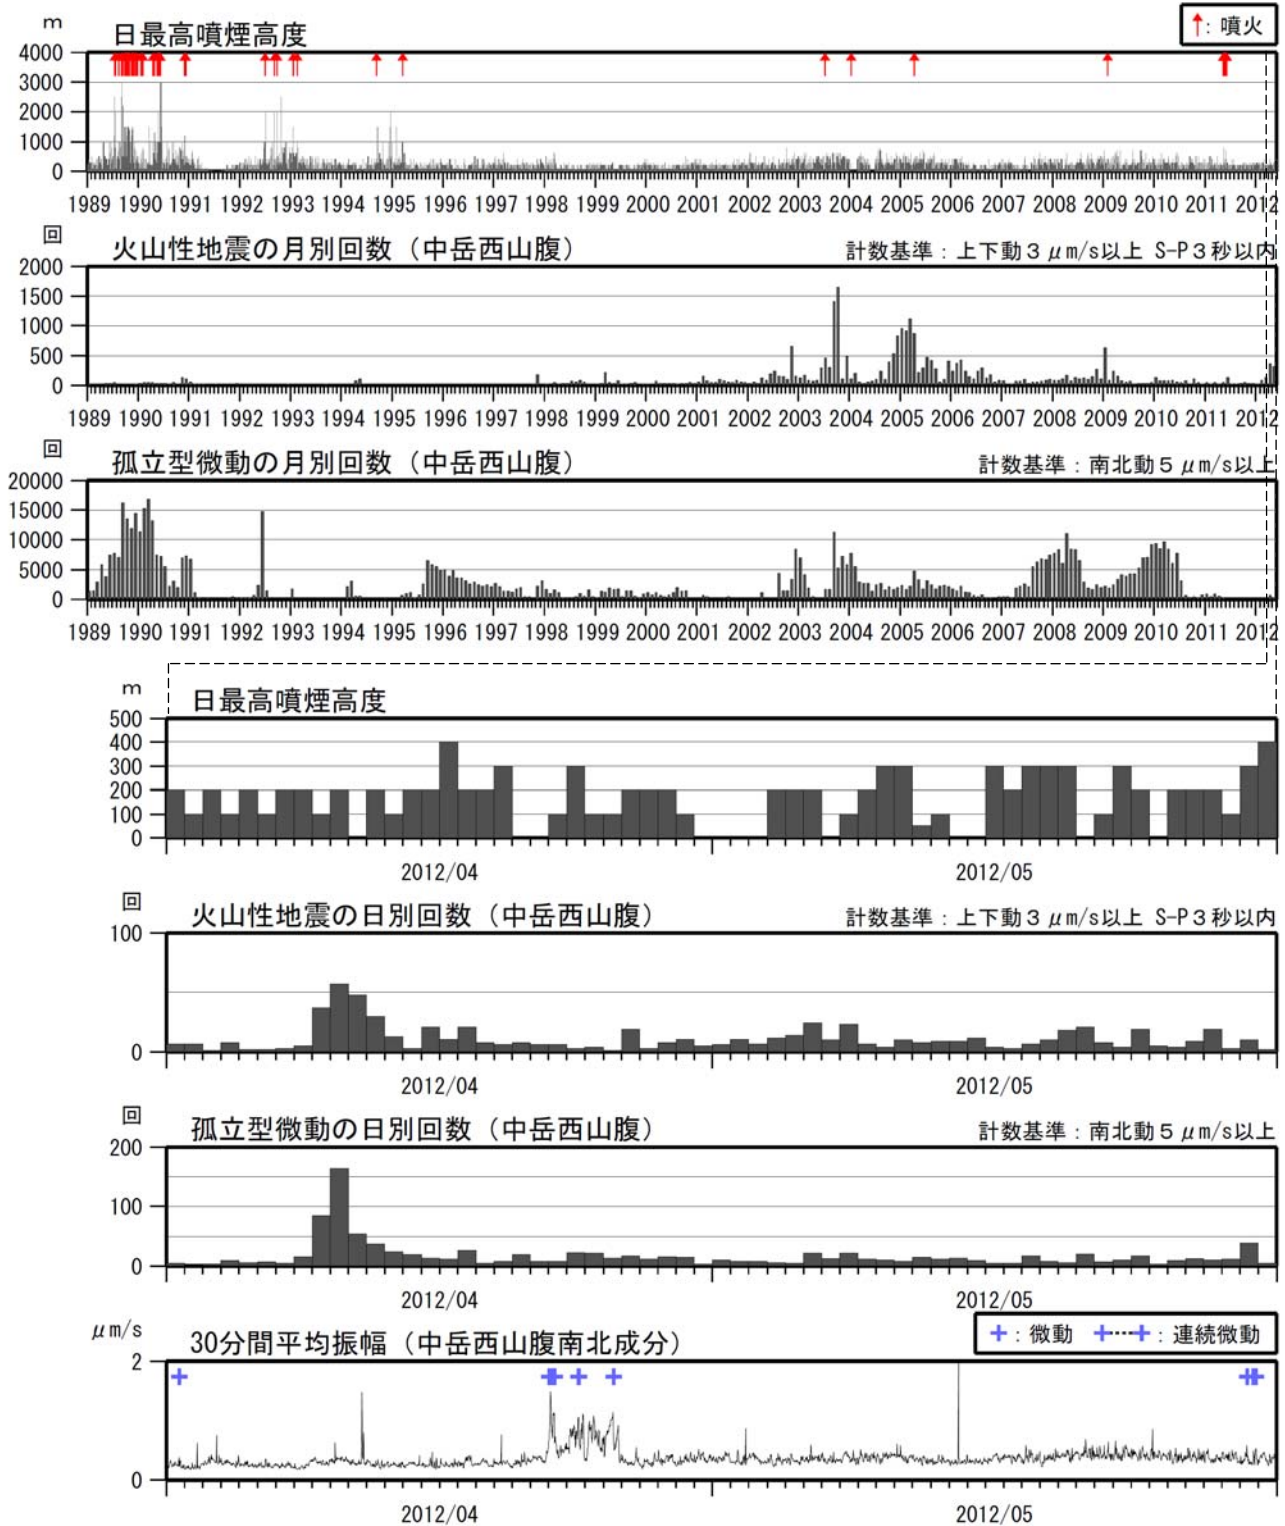 ↑: 噴火
m
日最高噴煙高度
4000
3000
2000
1000
0
1989 1990 1991 1992 1993 1994 1995 1996 1997 1998 1999 2000 2001 2002 2003 2004 2005 2006 2007 2008 2009 2010 2011 2012
回
火山性地震の月別回数（中岳西山腹）
計数基準：上下動３μm/s以上 S-P３秒以内
2000
1500
1000
500
0
1989 1990 1991 1992 1993 1994 1995 1996 1997 1998 1999 2000 2001 2002 2003 2004 2005 2006 2007 2008 2009 2010 2011 2012
回
孤立型微動の月別回数（中岳西山腹）
計数基準：南北動５μm/s以上
20000
15000
10000
5000
0
1989 1990 1991 1992 1993 1994 1995 1996 1997 1998 1999 2000 2001 2002 2003 2004 2005 2006 2007 2008 2009 2010 2011 2012
m
日最高噴煙高度
500
400
300
200
100
0
2012/04 2012/05
回
火山性地震の日別回数（中岳西山腹）
計数基準：上下動３μm/s以上 S-P３秒以内
100
0
2012/04 2012/05
回
孤立型微動の日別回数（中岳西山腹）
計数基準：南北動５μm/s以上
200
100
0
2012/04 2012/05
μm/s
30分間平均振幅（中岳西山腹南北成分）
+：微動 +----+：連続微動
2
0
2012/04 2012/05